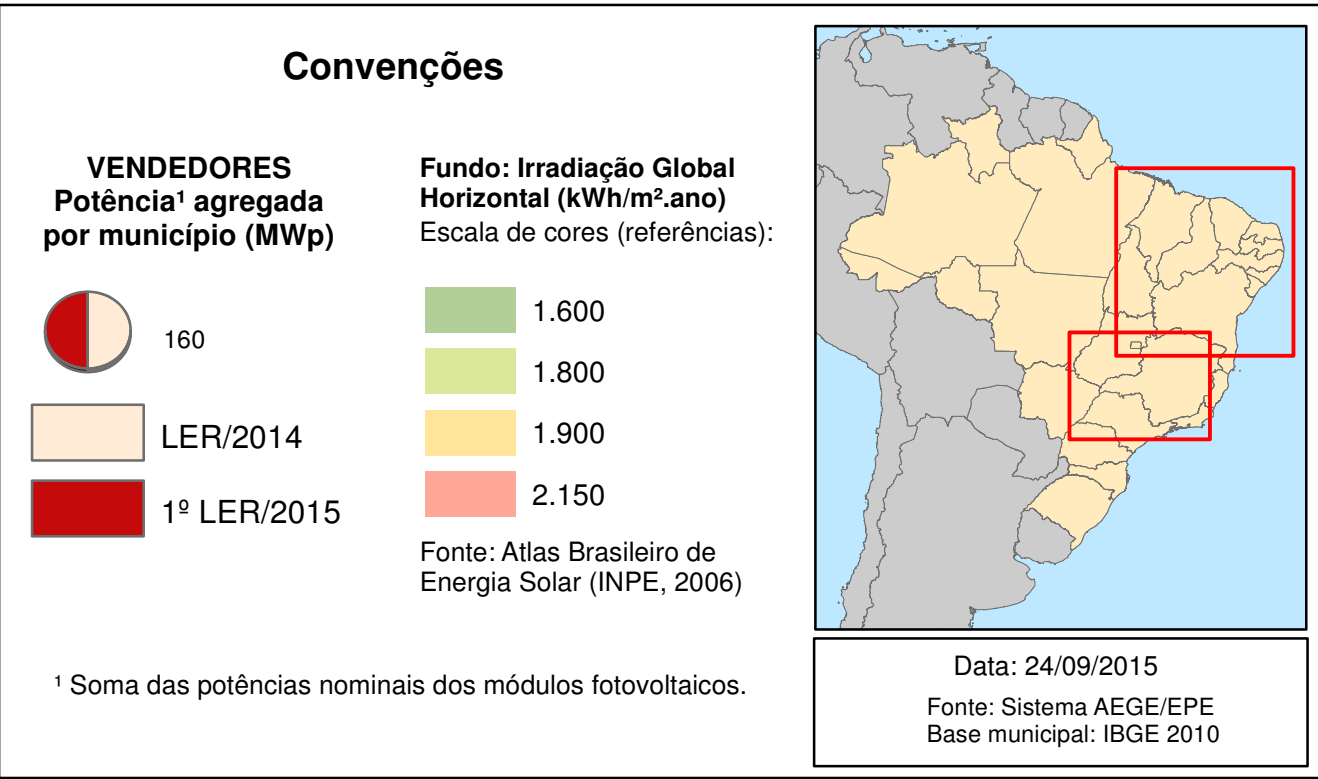 Convenções
VENDEDORES
Potência¹ agregada
por município (MWp)
160
LER/2014
1º LER/2015
Fundo: Irradiação Global
Horizontal (kWh/m².ano)
Escala de cores (referências):
1.600
1.800
1.900
2.150
Fonte: Atlas Brasileiro de
Energia Solar (INPE, 2006)
¹ Soma das potências nominais dos módulos fotovoltaicos.
Data: 24/09/2015
Fonte: Sistema AEGE/EPE
Base municipal: IBGE 2010